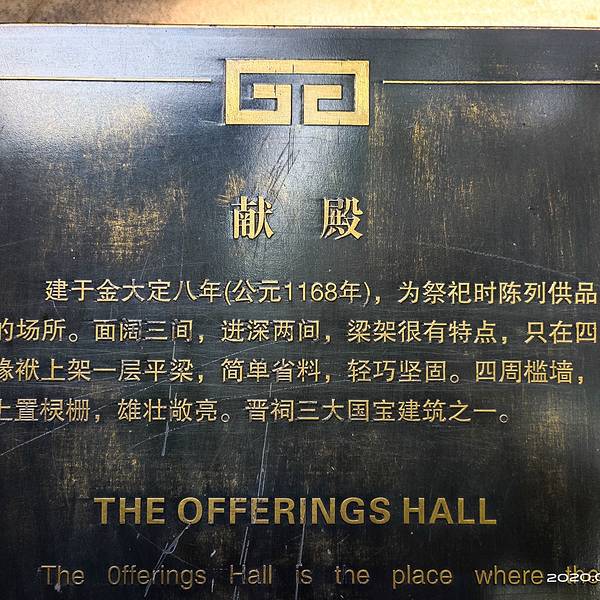 献 殿
建于金大定八年(公元1168年)，为祭祀时陈列供品
的场所。面阔三间，进深两间，梁架很有特点，只在四
椽栿上架一层平梁，简单省料，轻巧坚固。四周槛墙，
上置棂栅，雄壮敞亮。晋祠三大国宝建筑之一。
THE OFFERINGS HALL
The Offerings Hall is the place where the
2020.0